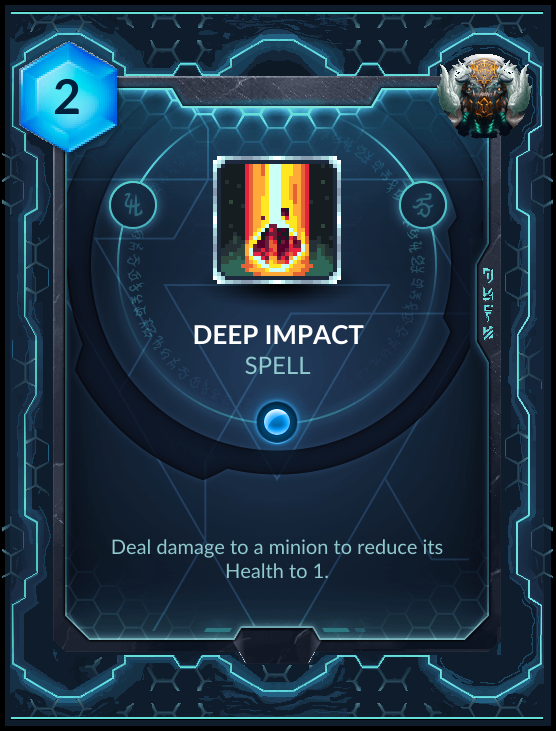 2
DEEP IMPACT
SPELL
Deal damage to a minion to reduce its
Health to 1.